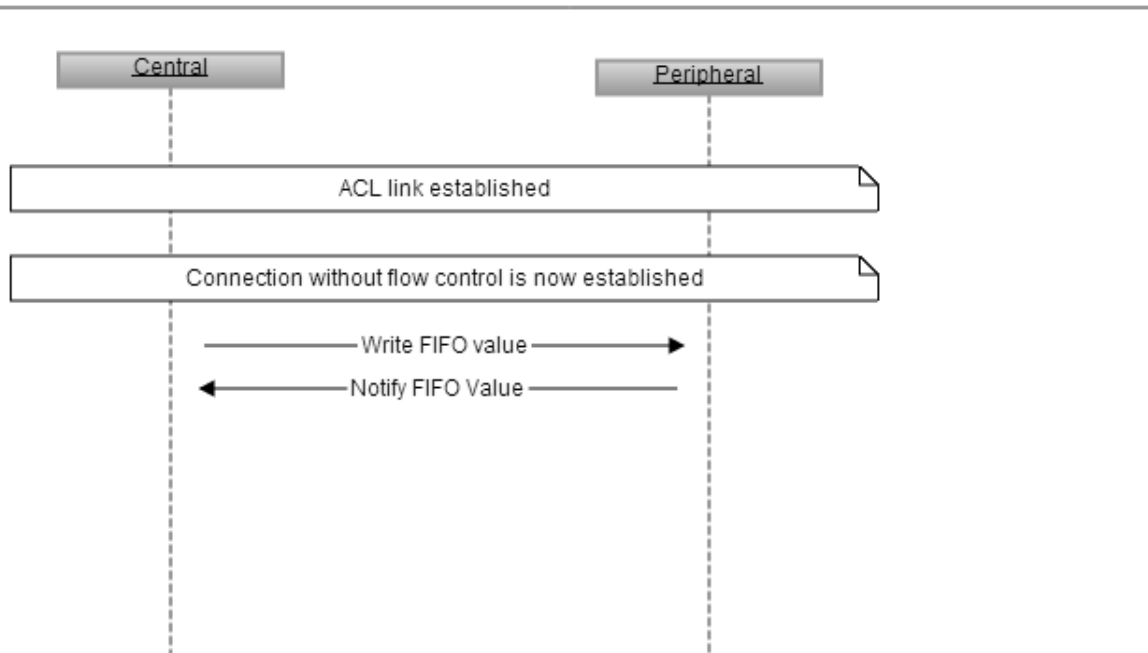 Central
Peripheral
ACL link established
Connection without flow control is now established
Write FIFO value
Notify FIFO Value